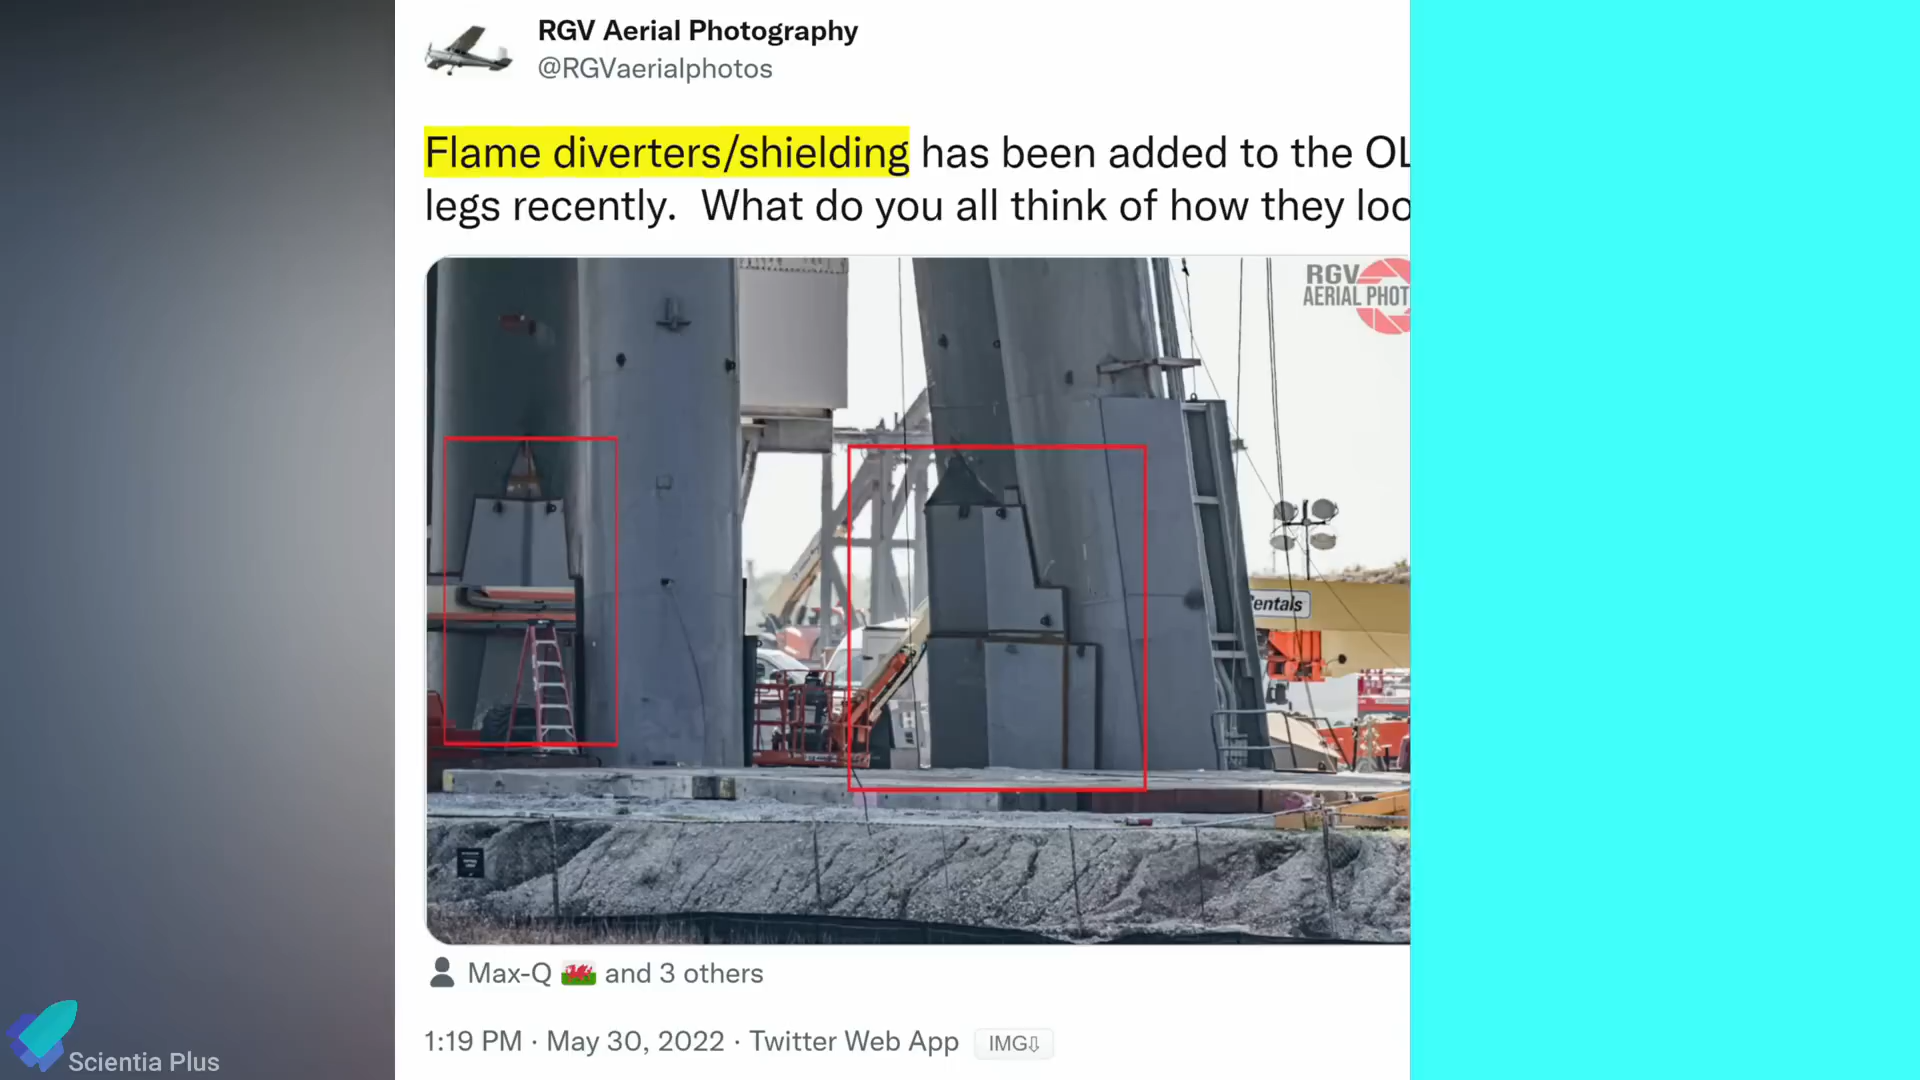 RGV Aerial Photography
@RGVaerialphotos
Flame diverters/shielding has been added to the OL
legs recently. What do you all think of how they loo
RGV
AERIAL PHOT
entals
Max-Q and 3 others
1:19 PM · May 30, 2022 · Twitter Web App IMG⇩
Scientia Plus